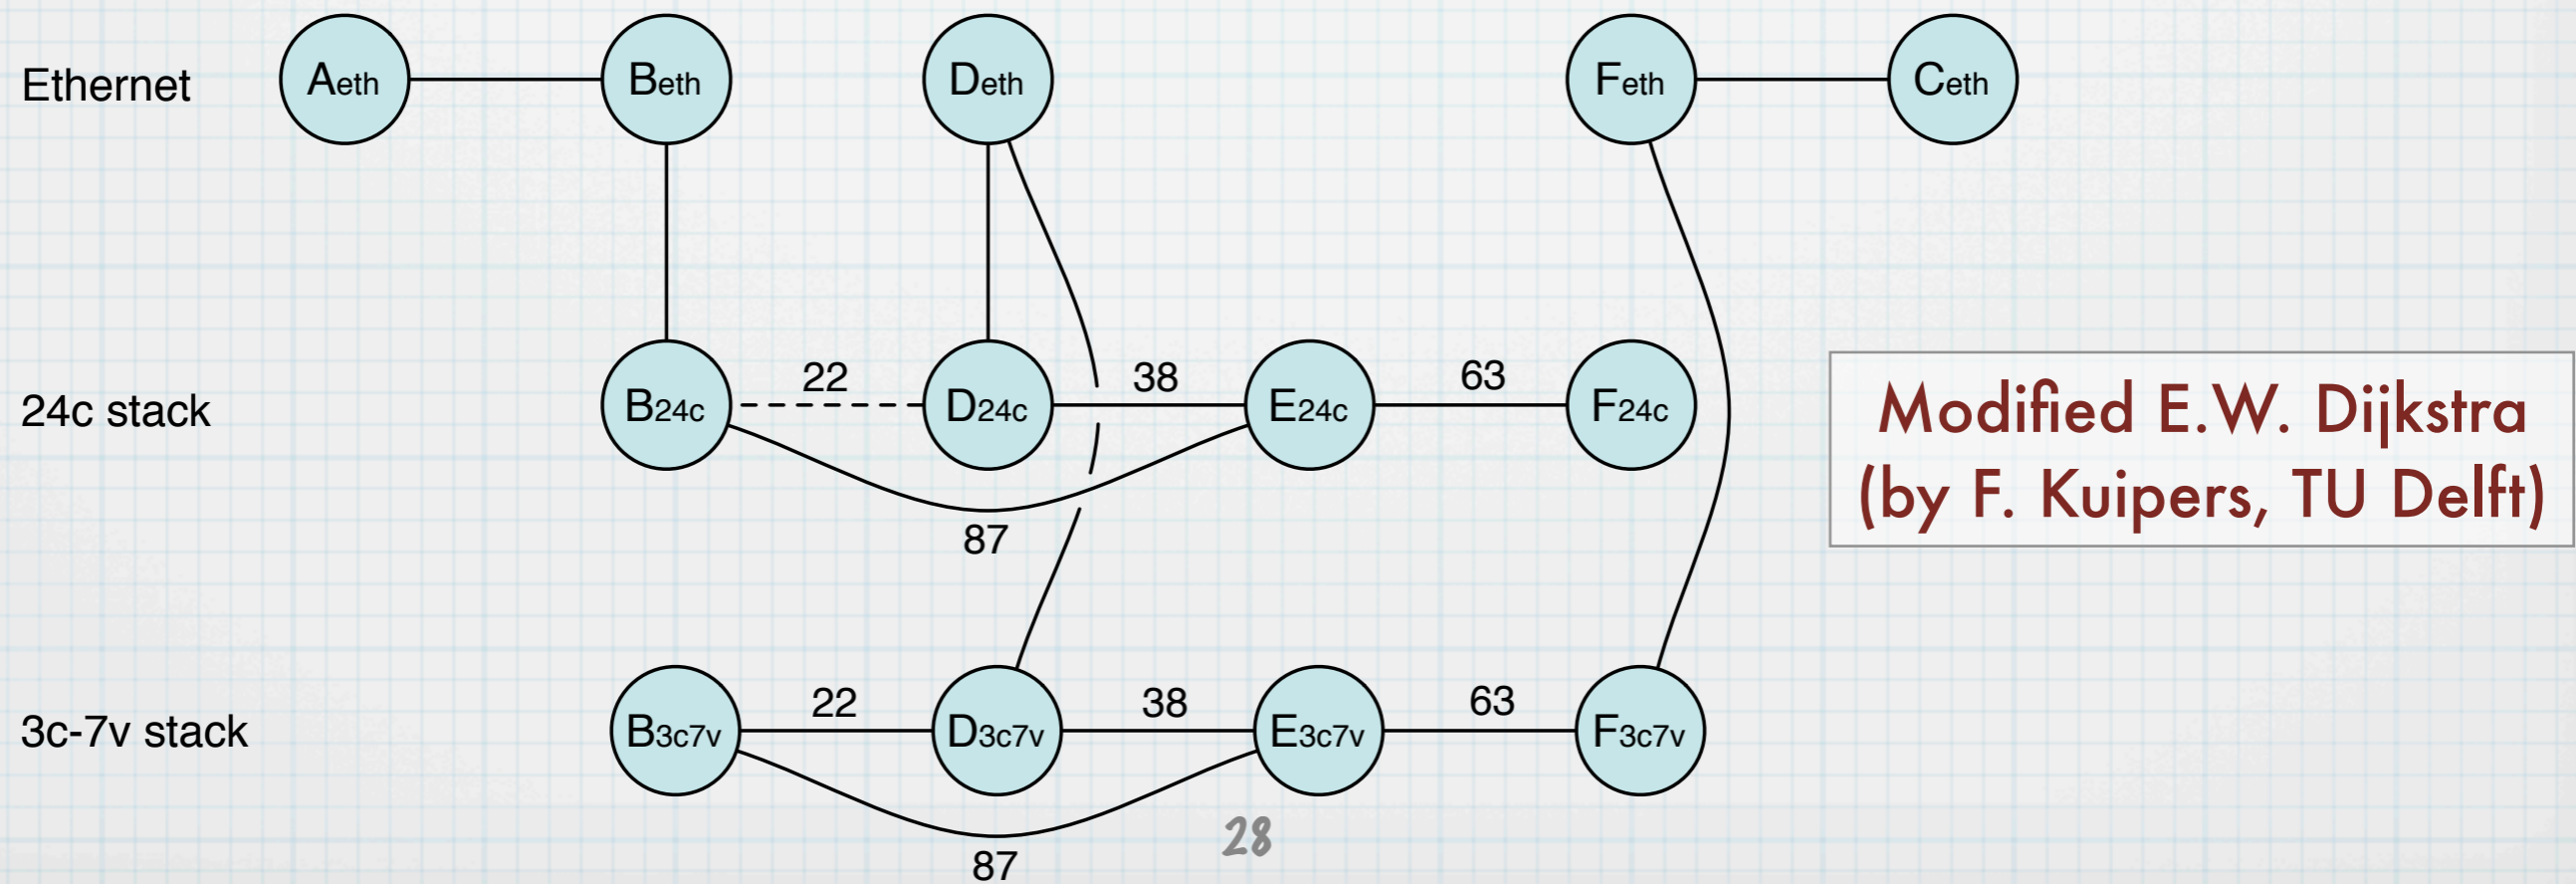 Ethernet
Aeth
Beth
Deth
Feth
Ceth
24c stack
B24c
22
D24c
38
E24c
63
F24c
87
Modified E.W. Dijkstra
(by F. Kuipers, TU Delft)
3c-7v stack
B3c7v
22
D3c7v
38
E3c7v
63
F3c7v
87
28